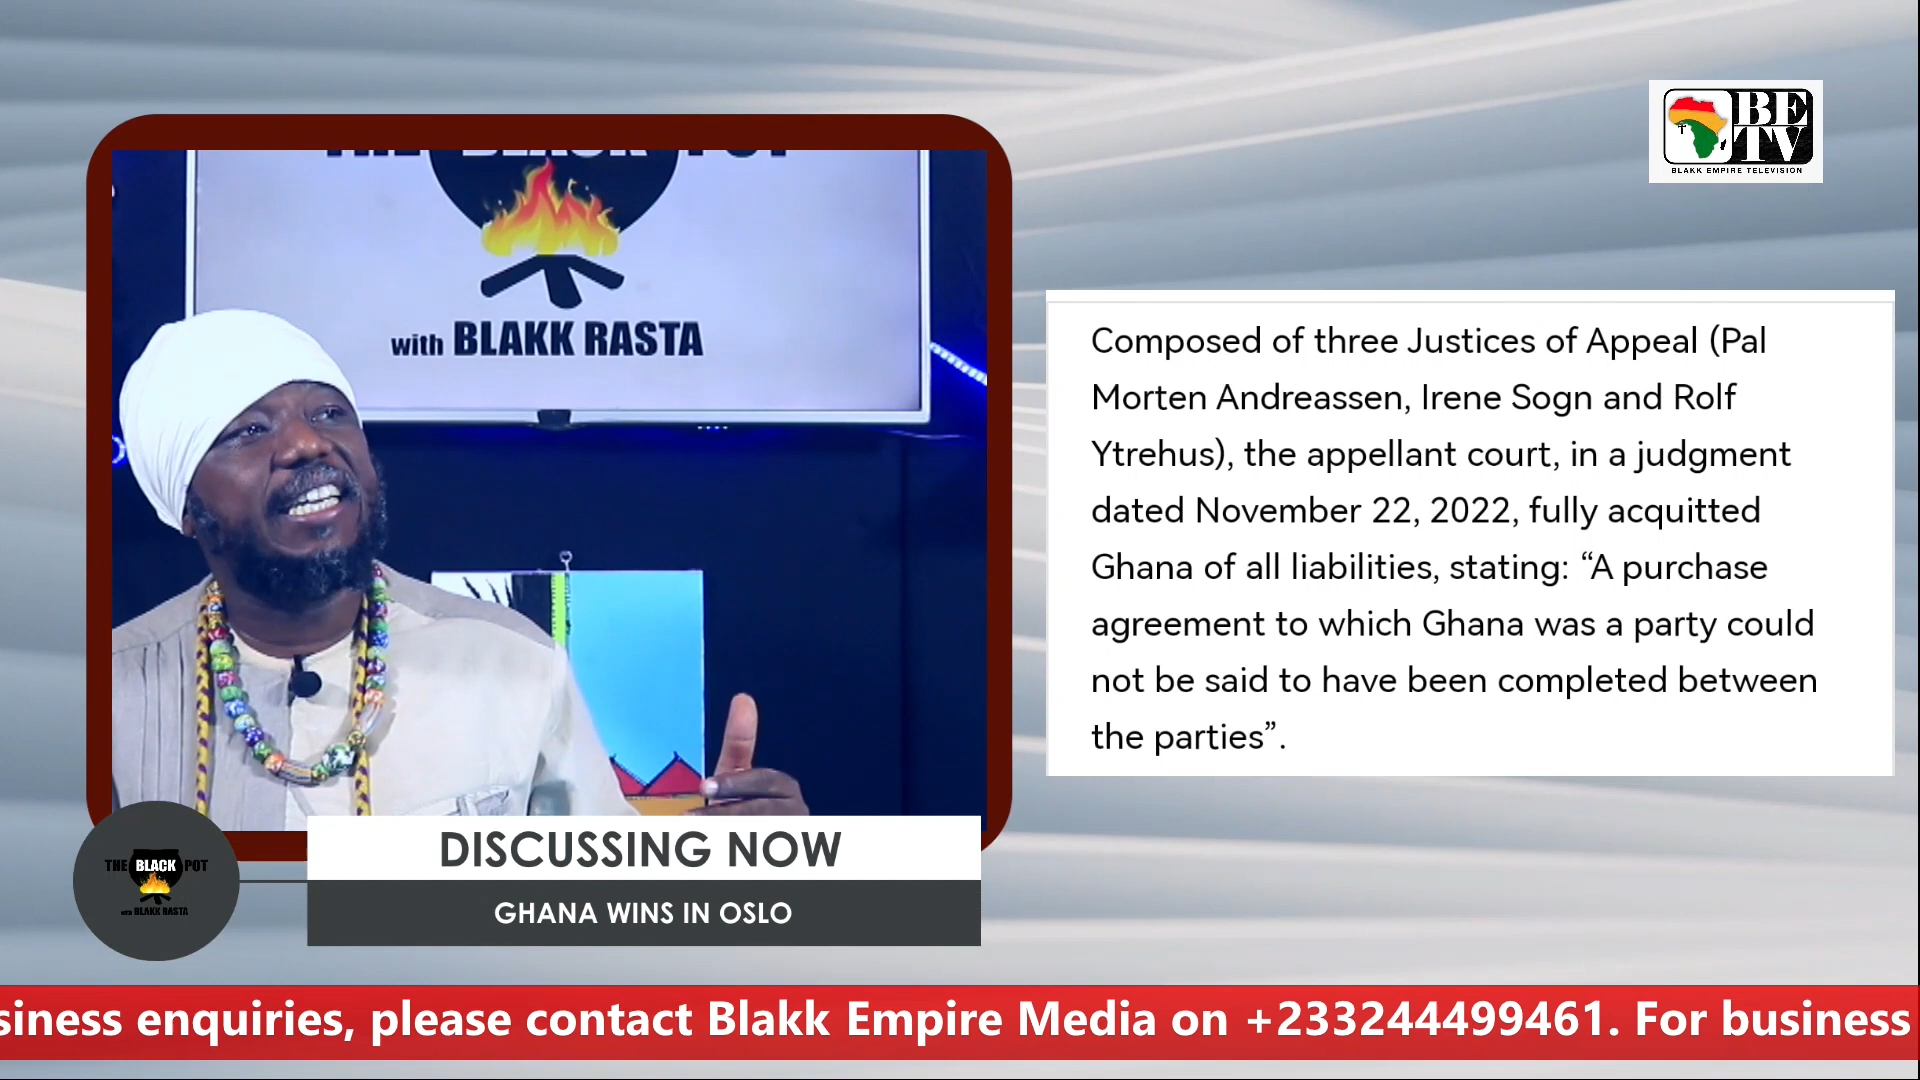 BE
TV
BLAKK EMPIRE TELEVISION
THE BLACK POT
with BLAKK RASTA
Composed of three Justices of Appeal (Pal
Morten Andreassen, Irene Sogn and Rolf
Ytrehus), the appellant court, in a judgment
dated November 22, 2022, fully acquitted
Ghana of all liabilities, stating: “A purchase
agreement to which Ghana was a party could
not be said to have been completed between
the parties”.
THE BLACK POT
with BLAKK RASTA
DISCUSSING NOW
GHANA WINS IN OSLO
siness enquiries, please contact Blakk Empire Media on +233244499461. For business